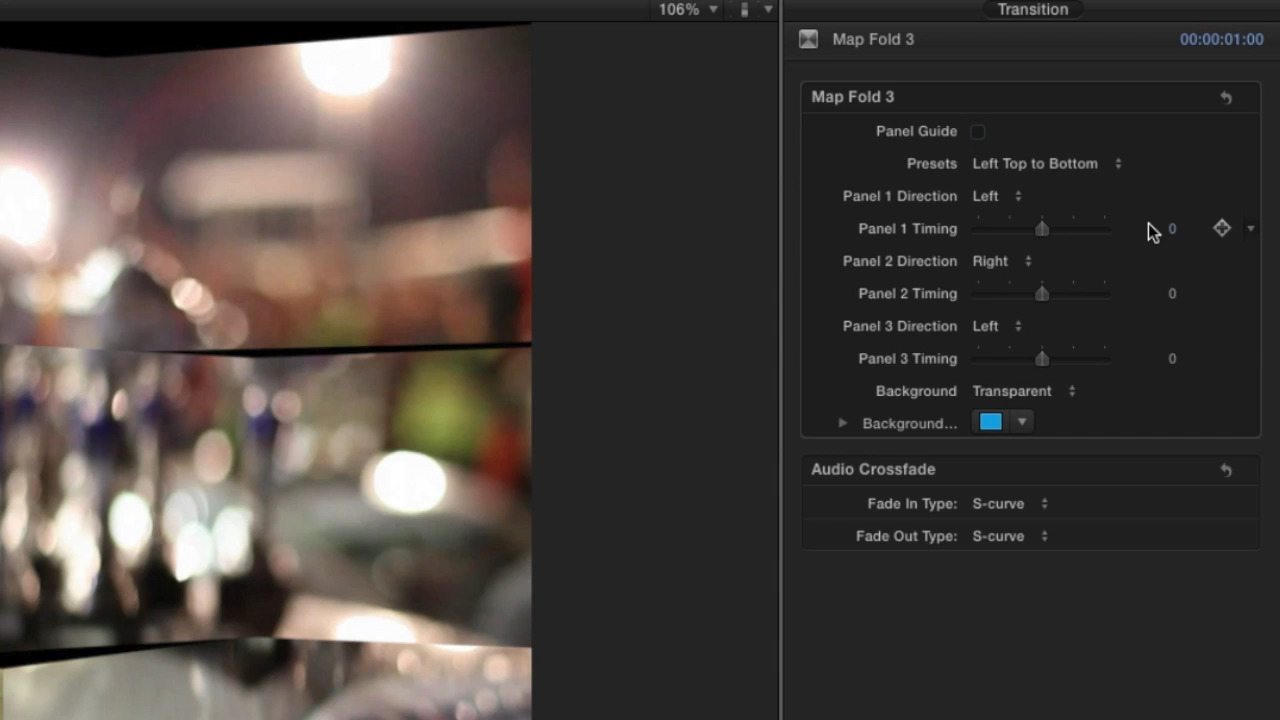 106%
Transition
Map Fold 3 00:00:01:00
Map Fold 3
Panel Guide
Presets Left Top to Bottom
Panel 1 Direction Left
Panel 1 Timing 0
Panel 2 Direction Right
Panel 2 Timing 0
Panel 3 Direction Left
Panel 3 Timing 0
Background Transparent
Background...
Audio Crossfade
Fade In Type: S-curve
Fade Out Type: S-curve